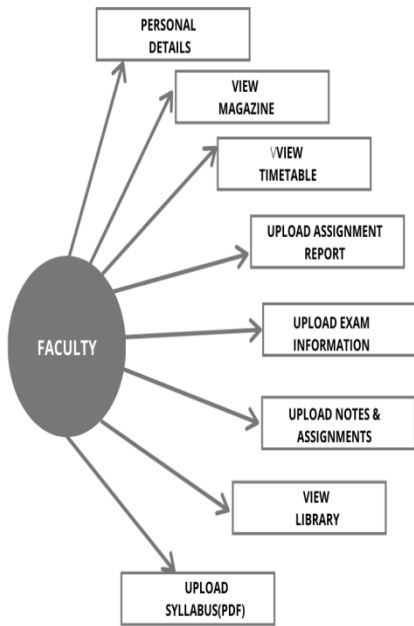 PERSONAL
DETAILS
VIEW
MAGAZINE
VVIEW
TIMETABLE
UPLOAD ASSIGNMENT
REPORT
FACULTY
UPLOAD EXAM
INFORMATION
UPLOAD NOTES &
ASSIGNMENTS
VIEW
LIBRARY
UPLOAD
SYLLABUS(PDF)